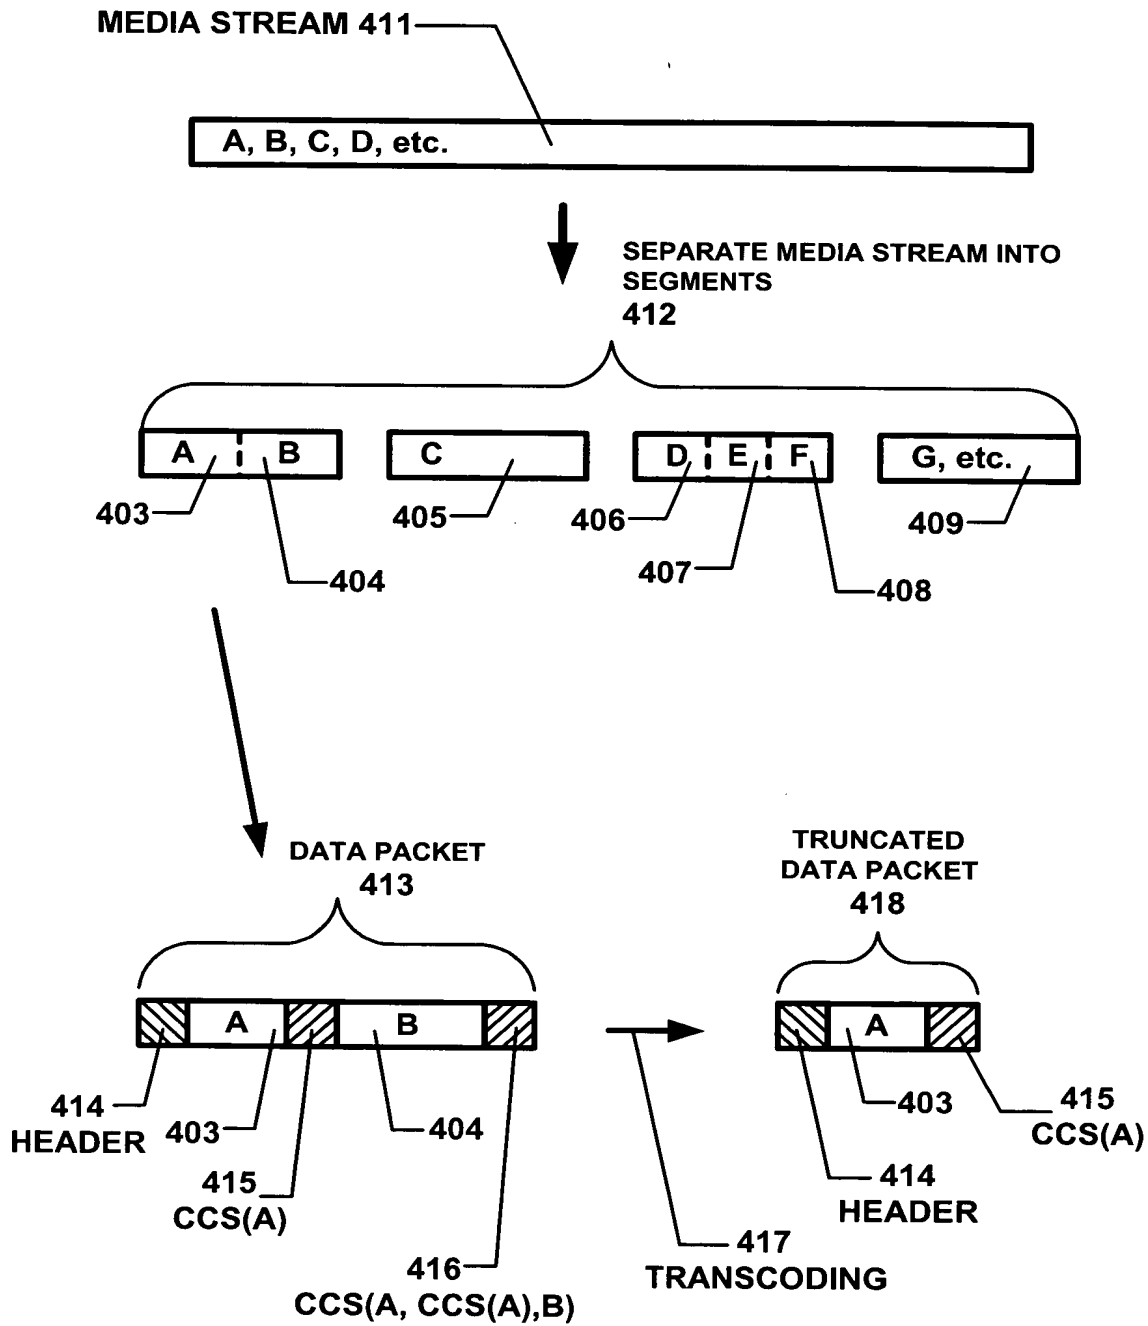 MEDIA STREAM 411
A, B, C, D, etc.
SEPARATE MEDIA STREAM INTO
SEGMENTS
412
A B C D E F G, etc.
403 405 406 409
404 407 408
DATA PACKET
413
TRUNCATED
DATA PACKET
418
A B A
414
HEADER
403
404
403
415
CCS(A)
415
CCS(A)
414
HEADER
416
CCS(A, CCS(A),B)
417
TRANSCODING